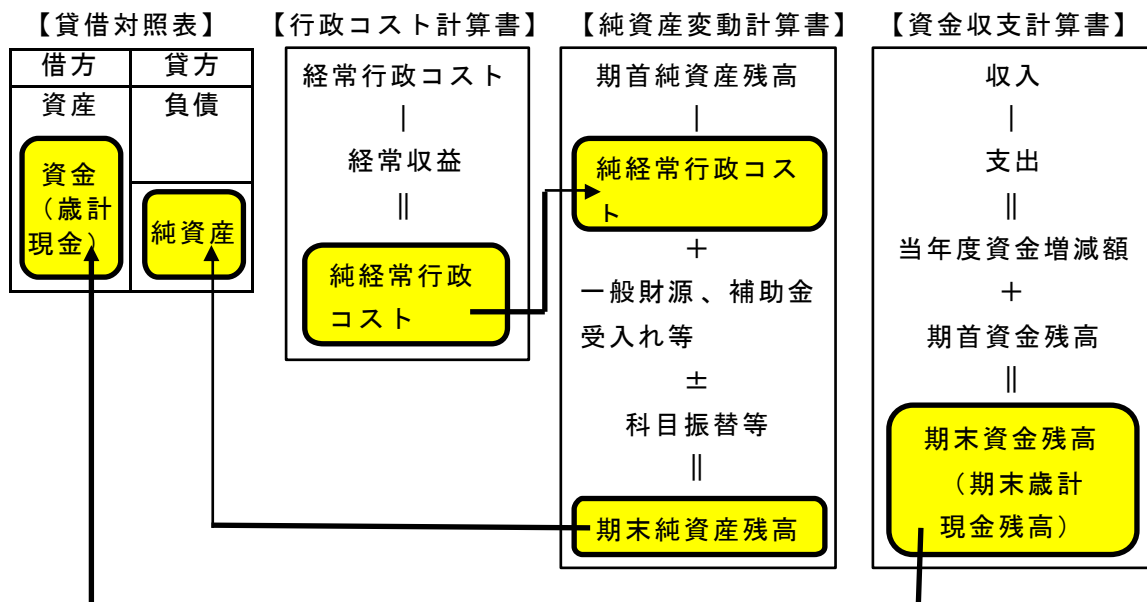 【貸借対照表】
借方 貸方
資産 負債
資金
（歳計
現金）
純資産
【行政コスト計算書】
経常行政コスト
｜
経常収益
||
純経常行政
コスト
【純資産変動計算書】
期首純資産残高
｜
純経常行政コス
ト
＋
一般財源、補助金
受入れ等
±
科目振替等
||
期末純資産残高
【資金収支計算書】
収入
｜
支出
||
当年度資金増減額
＋
期首資金残高
||
期末資金残高
（期末歳計
現金残高）